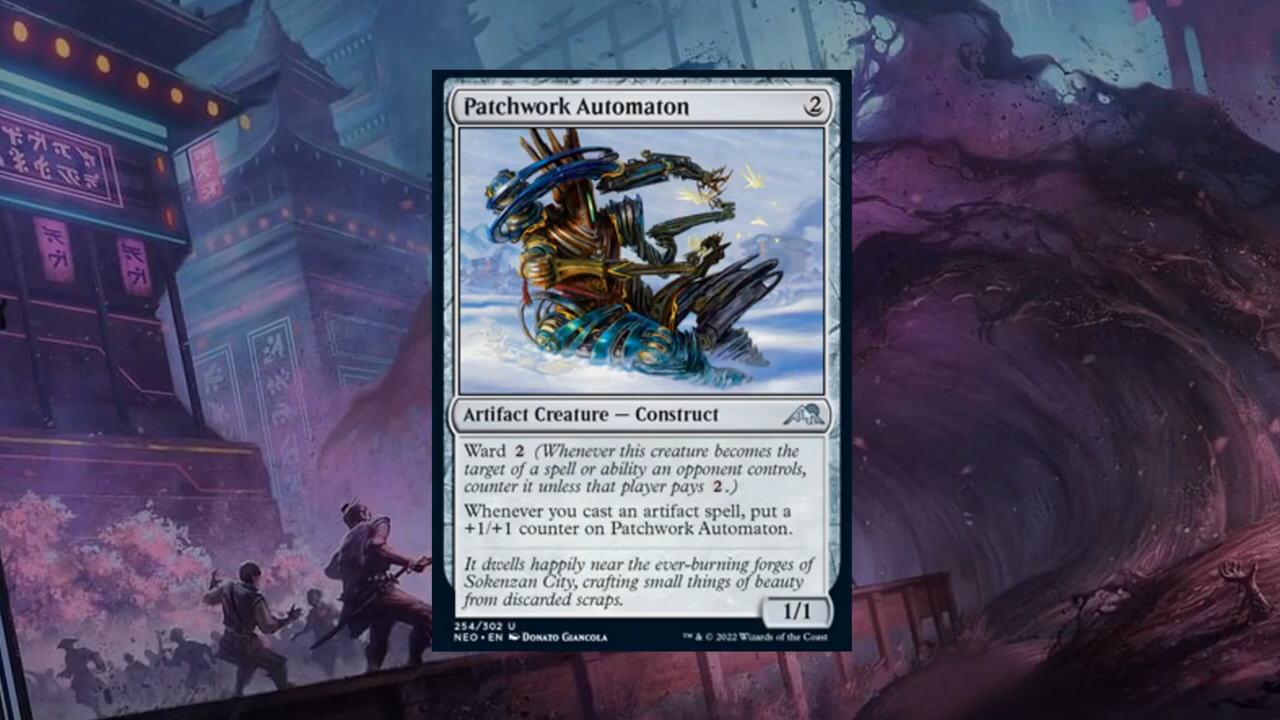 Patchwork Automaton 2
Artifact Creature — Construct
Ward 2 (Whenever this creature becomes the
target of a spell or ability an opponent controls,
counter it unless that player pays 2.)
Whenever you cast an artifact spell, put a
+1/+1 counter on Patchwork Automaton.
It dwells happily near the ever-burning forges of
Sokenzan City, crafting small things of beauty
from discarded scraps.
1/1
254/302 U
NEO • EN Donato Giancola
™ & © 2022 Wizards of the Coast